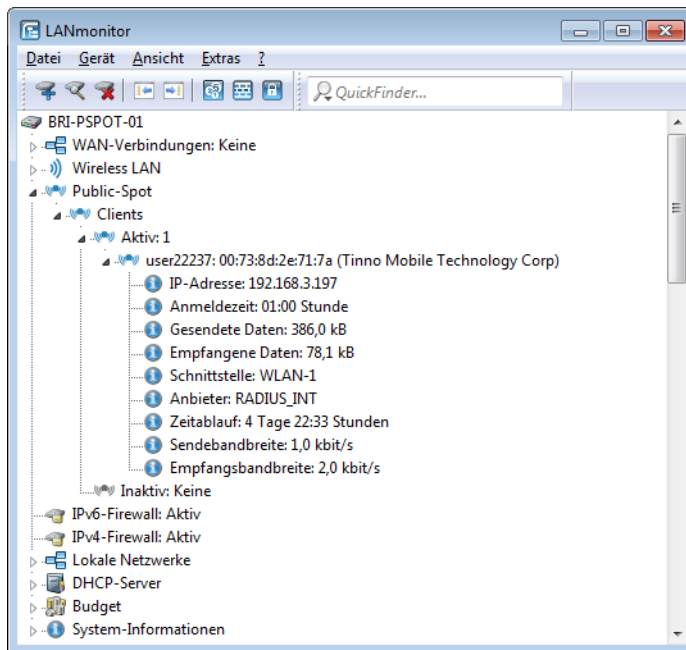 LANmonitor
Datei Gerät Ansicht Extras ?
QuickFinder...
BRI-PSPOT-01
WAN-Verbindungen: Keine
Wireless LAN
Public-Spot
Clients
Aktiv: 1
user22237: 00:73:8d:2e:71:7a (Tinno Mobile Technology Corp)
IP-Adresse: 192.168.3.197
Anmeldezeit: 01:00 Stunde
Gesendete Daten: 386,0 kB
Empfangene Daten: 78,1 kB
Schnittstelle: WLAN-1
Anbieter: RADIUS_INT
Zeitablauf: 4 Tage 22:33 Stunden
Sendebandbreite: 1,0 kbit/s
Empfangsbandbreite: 2,0 kbit/s
Inaktiv: Keine
IPv6-Firewall: Aktiv
IPv4-Firewall: Aktiv
Lokale Netzwerke
DHCP-Server
Budget
System-Informationen